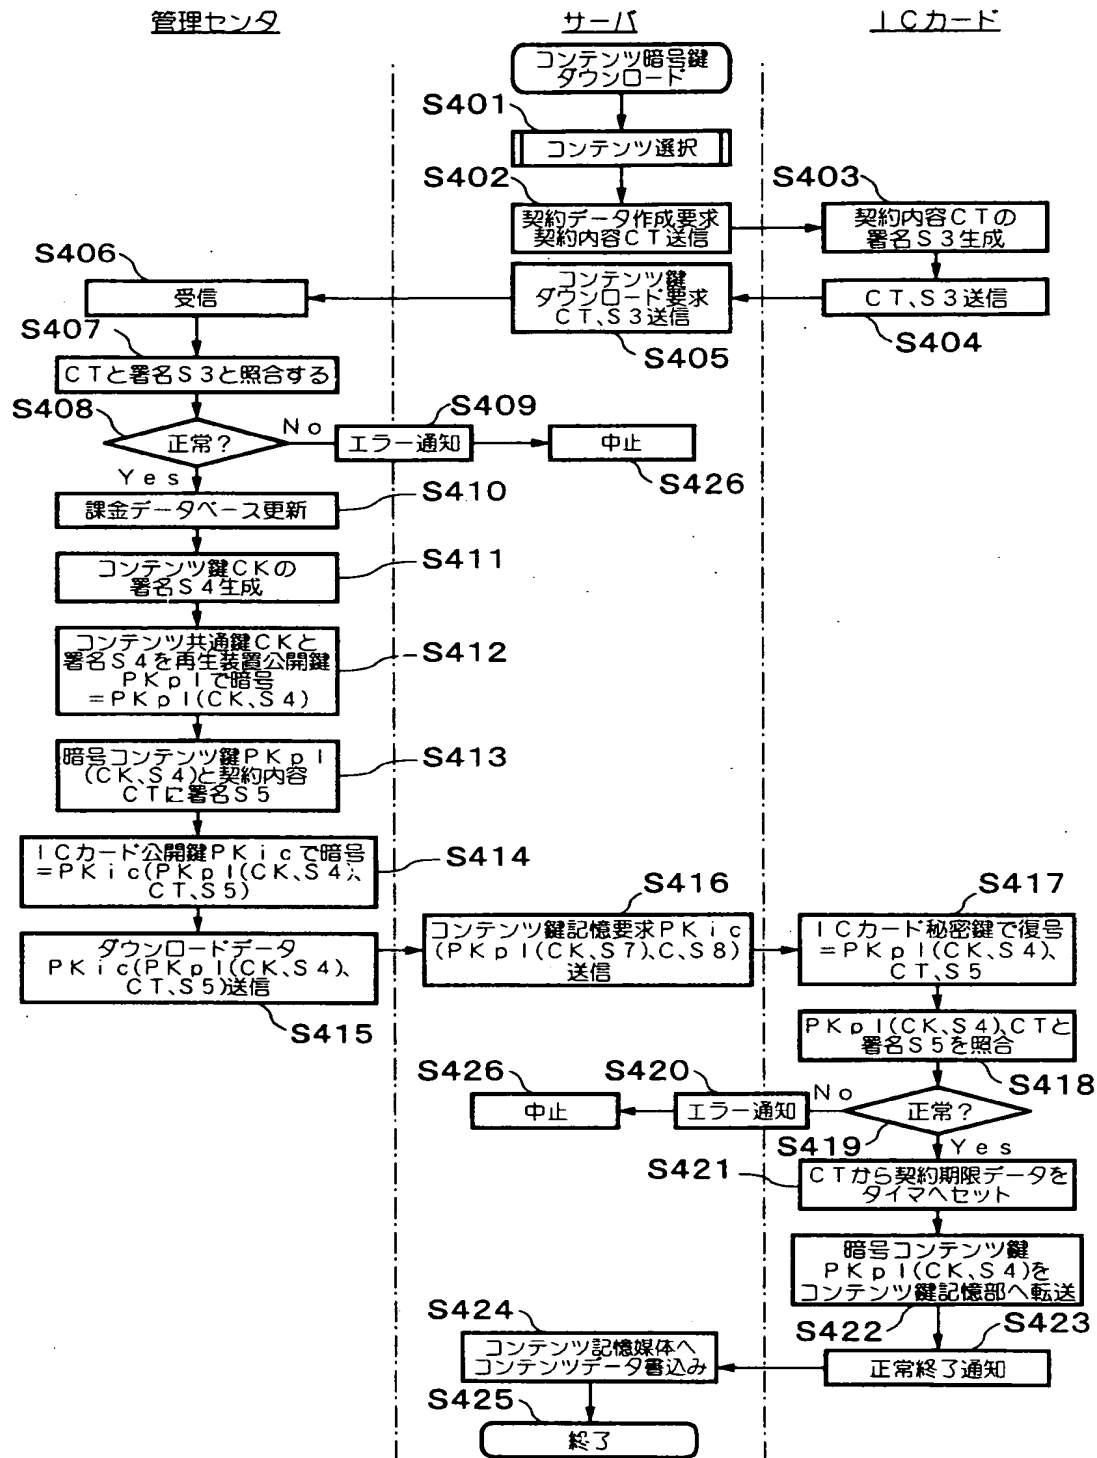 管理センタ
サーバ
ICカード
コンテンツ暗号鍵
ダウンロード
S401
コンテンツ選択
S402
契約データ作成要求
契約内容CT送信
S403
契約内容CTの
署名S3生成
CT、S3送信
S404
コンテンツ鍵
ダウンロード要求
CT、S3送信
S405
S406
受信
S407
CTと署名S3と照合する
S408
正常?
No
Yes
S409
エラー通知
中止
S426
課金データベース更新
S410
コンテンツ鍵CKの
署名S4生成
S411
コンテンツ共通鍵CKと
署名S4を再生装置公開鍵
PKplで暗号
=PKpl(CK、S4)
S412
暗号コンテンツ鍵PKpl
(CK、S4)と契約内容
CTに署名S5
S413
ICカード公開鍵PKicで暗号
=PKic(PKpl(CK、S4)、
CT、S5)
S414
ダウンロードデータ
PKic(PKpl(CK、S4)、
CT、S5)送信
S415
S416
コンテンツ鍵記憶要求PKic
(PKpl(CK、S7)、C、S8)
送信
S417
ICカード秘密鍵で復号
=PKpl(CK、S4)、
CT、S5
PKpl(CK、S4)、CTと
署名S5を照合
S418
正常?
S419
No
Yes
S420
エラー通知
S426
中止
S421
CTから契約期限データを
タイマへセット
暗号コンテンツ鍵
PKpl(CK、S4)を
コンテンツ鍵記憶部へ転送
S422
S423
正常終了通知
S424
コンテンツ記憶媒体へ
コンテンツデータ書込み
S425
終了